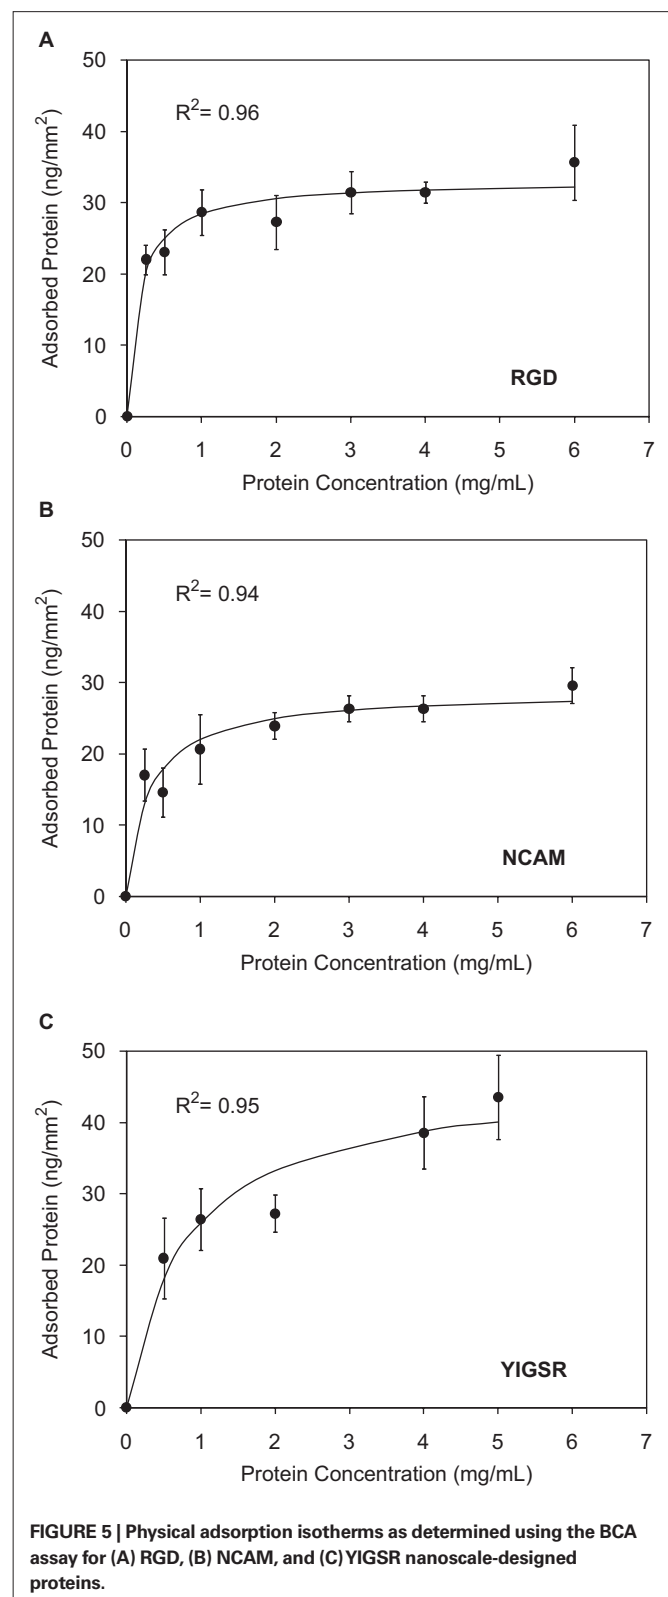 A
50
40
30
20
10
0
Adsorbed Protein (ng/mm²)
R²= 0.96
RGD
0 1 2 3 4 5 6 7
Protein Concentration (mg/mL)
B
50
40
30
20
10
0
Adsorbed Protein (ng/mm²)
R²= 0.94
NCAM
0 1 2 3 4 5 6 7
Protein Concentration (mg/mL)
C
50
40
30
20
10
0
Adsorbed Protein (ng/mm²)
R²= 0.95
YIGSR
0 1 2 3 4 5 6 7
Protein Concentration (mg/mL)
FIGURE 5 | Physical adsorption isotherms as determined using the BCA
assay for (A) RGD, (B) NCAM, and (C) YIGSR nanoscale-designed
proteins.